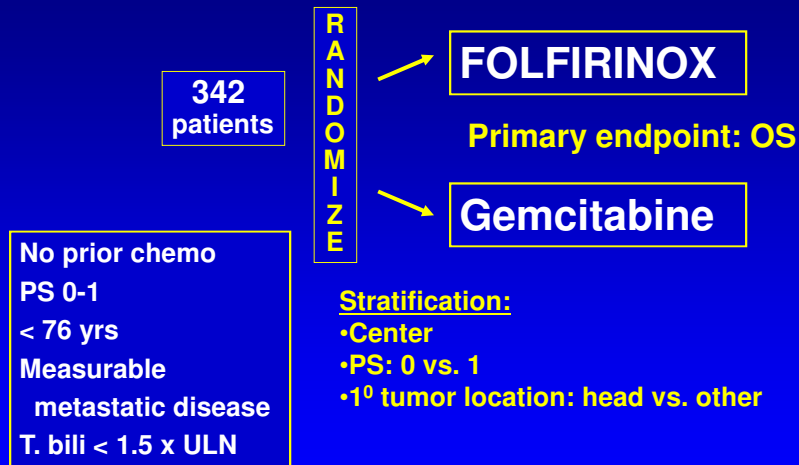 342
patients
R
A
N
D
O
M
I
Z
E
FOLFIRINOX
Primary endpoint: OS
Gemcitabine
No prior chemo
PS 0-1
< 76 yrs
Measurable
metastatic disease
T. bili < 1.5 x ULN
Stratification:
•Center
•PS: 0 vs. 1
•1⁰ tumor location: head vs. other